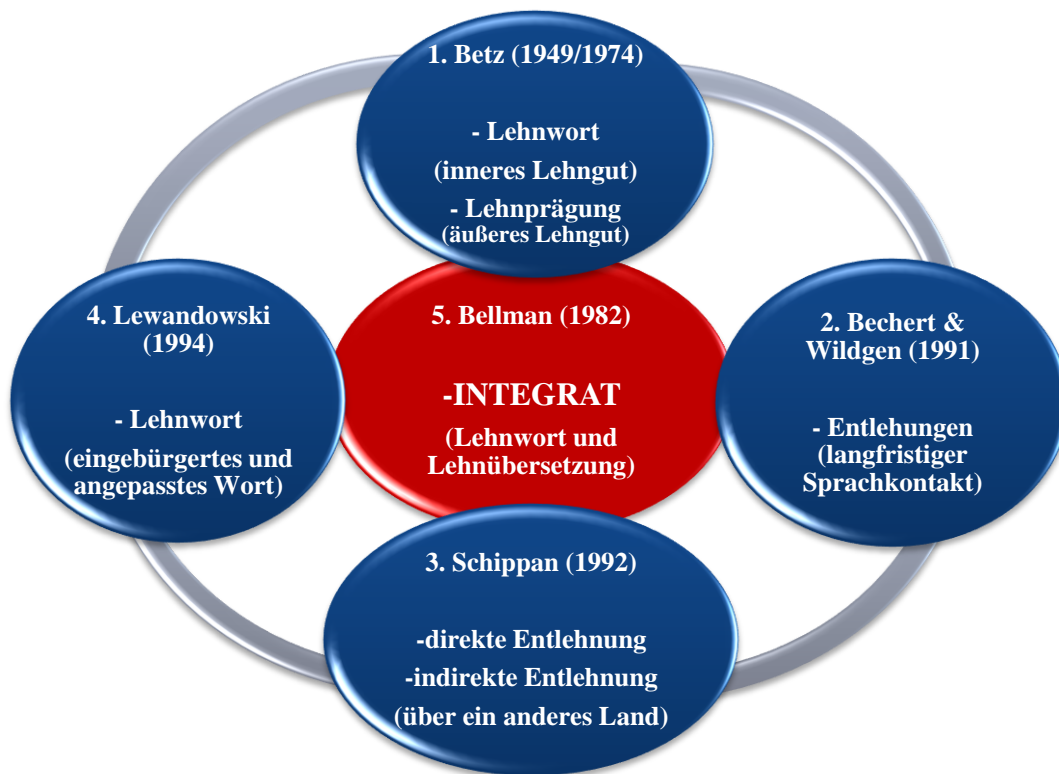 1. Betz (1949/1974)
- Lehnwort
(inneres Lehngut)
- Lehnprägung
(äußeres Lehngut)
2. Bechert &
Wildgen (1991)
- Entlehungen
(langfristiger
Sprachkontakt)
3. Schippan (1992)
-direkte Entlehnung
-indirekte Entlehnung
(über ein anderes Land)
4. Lewandowski
(1994)
- Lehnwort
(eingebürgertes und
angepasstes Wort)
5. Bellman (1982)
-INTEGRAT
(Lehnwort und
Lehnübersetzung)